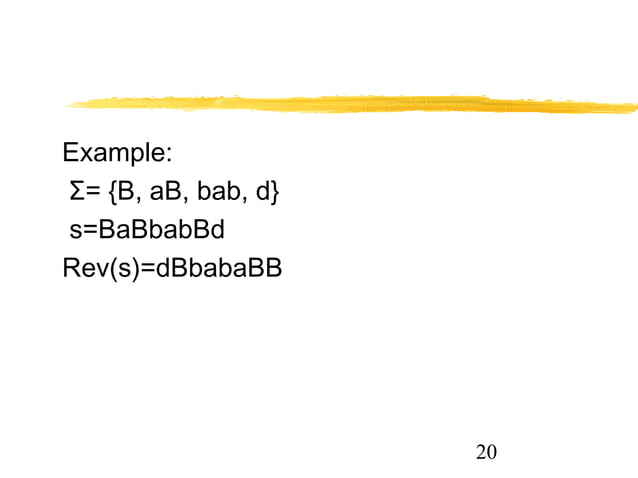 Example:
Σ= {B, aB, bab, d}
s=BaBbabBd
Rev(s)=dBbabaBB
20